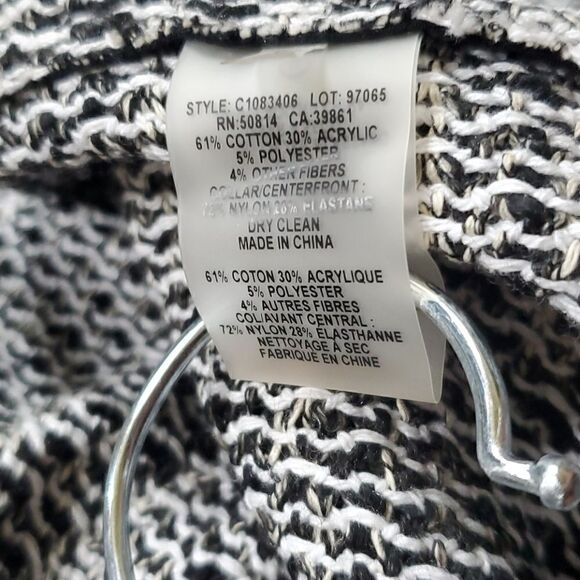 STYLE: C1083406 LOT: 97065
RN:50814 CA:39861
61% COTTON 30% ACRYLIC
5% POLYESTER
4% OTHER FIBERS
COLLAR/CENTERFRONT :
72% NYLON 28% ELASTANE
DRY CLEAN
MADE IN CHINA
61% COTON 30% ACRYLIQUE
5% POLYESTER
4% AUTRES FIBRES
COL/AVANT CENTRAL :
72% NYLON 28% ELASTHANNE
NETTOYAGE À SEC
FABRIQUÉ EN CHINE